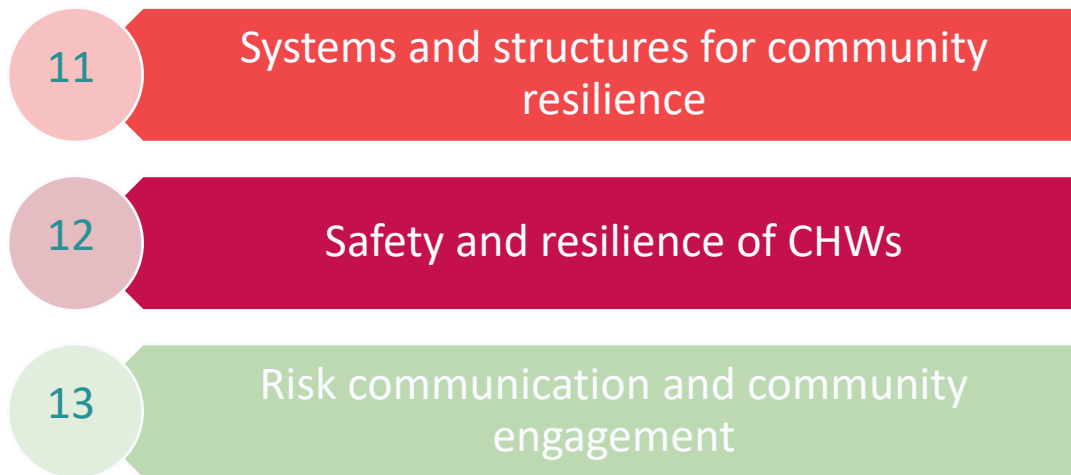 11
Systems and structures for community
resilience
12
Safety and resilience of CHWs
13
Risk communication and community
engagement